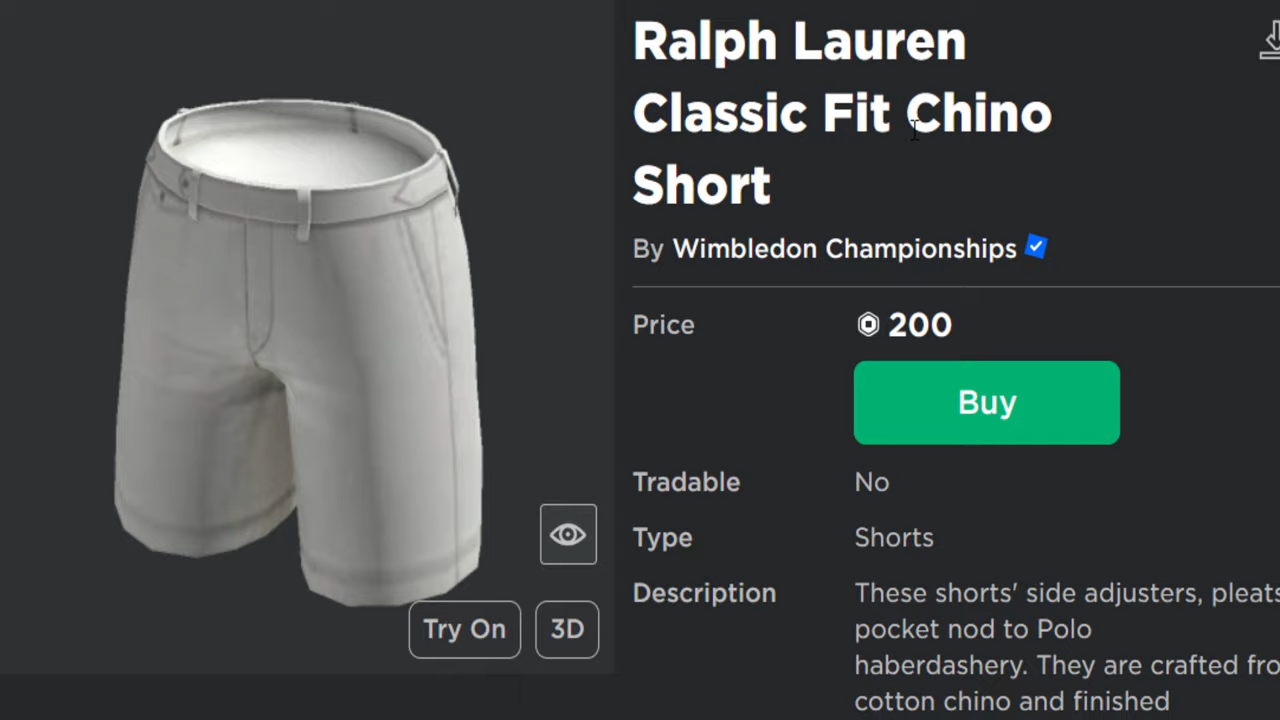 Ralph Lauren
Classic Fit Chino
Short
By Wimbledon Championships
Price 200
Buy
Tradable No
Type Shorts
Description These shorts' side adjusters, pleats
pocket nod to Polo
haberdashery. They are crafted fro
cotton chino and finished
Try On 3D